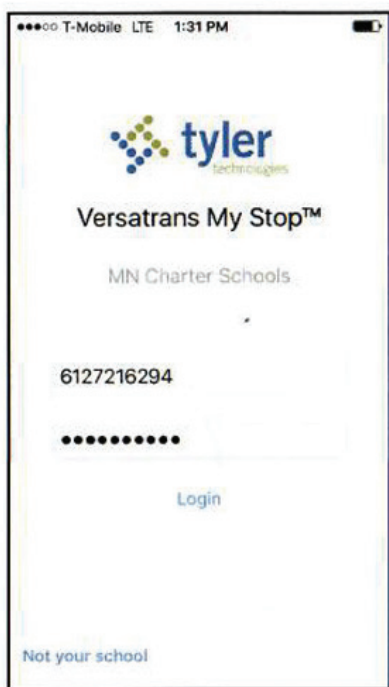 T-Mobile LTE 1:31 PM
tyler
technologies
Versatrans My Stop™
MN Charter Schools
6127216294
••••••••••
Login
Not your school